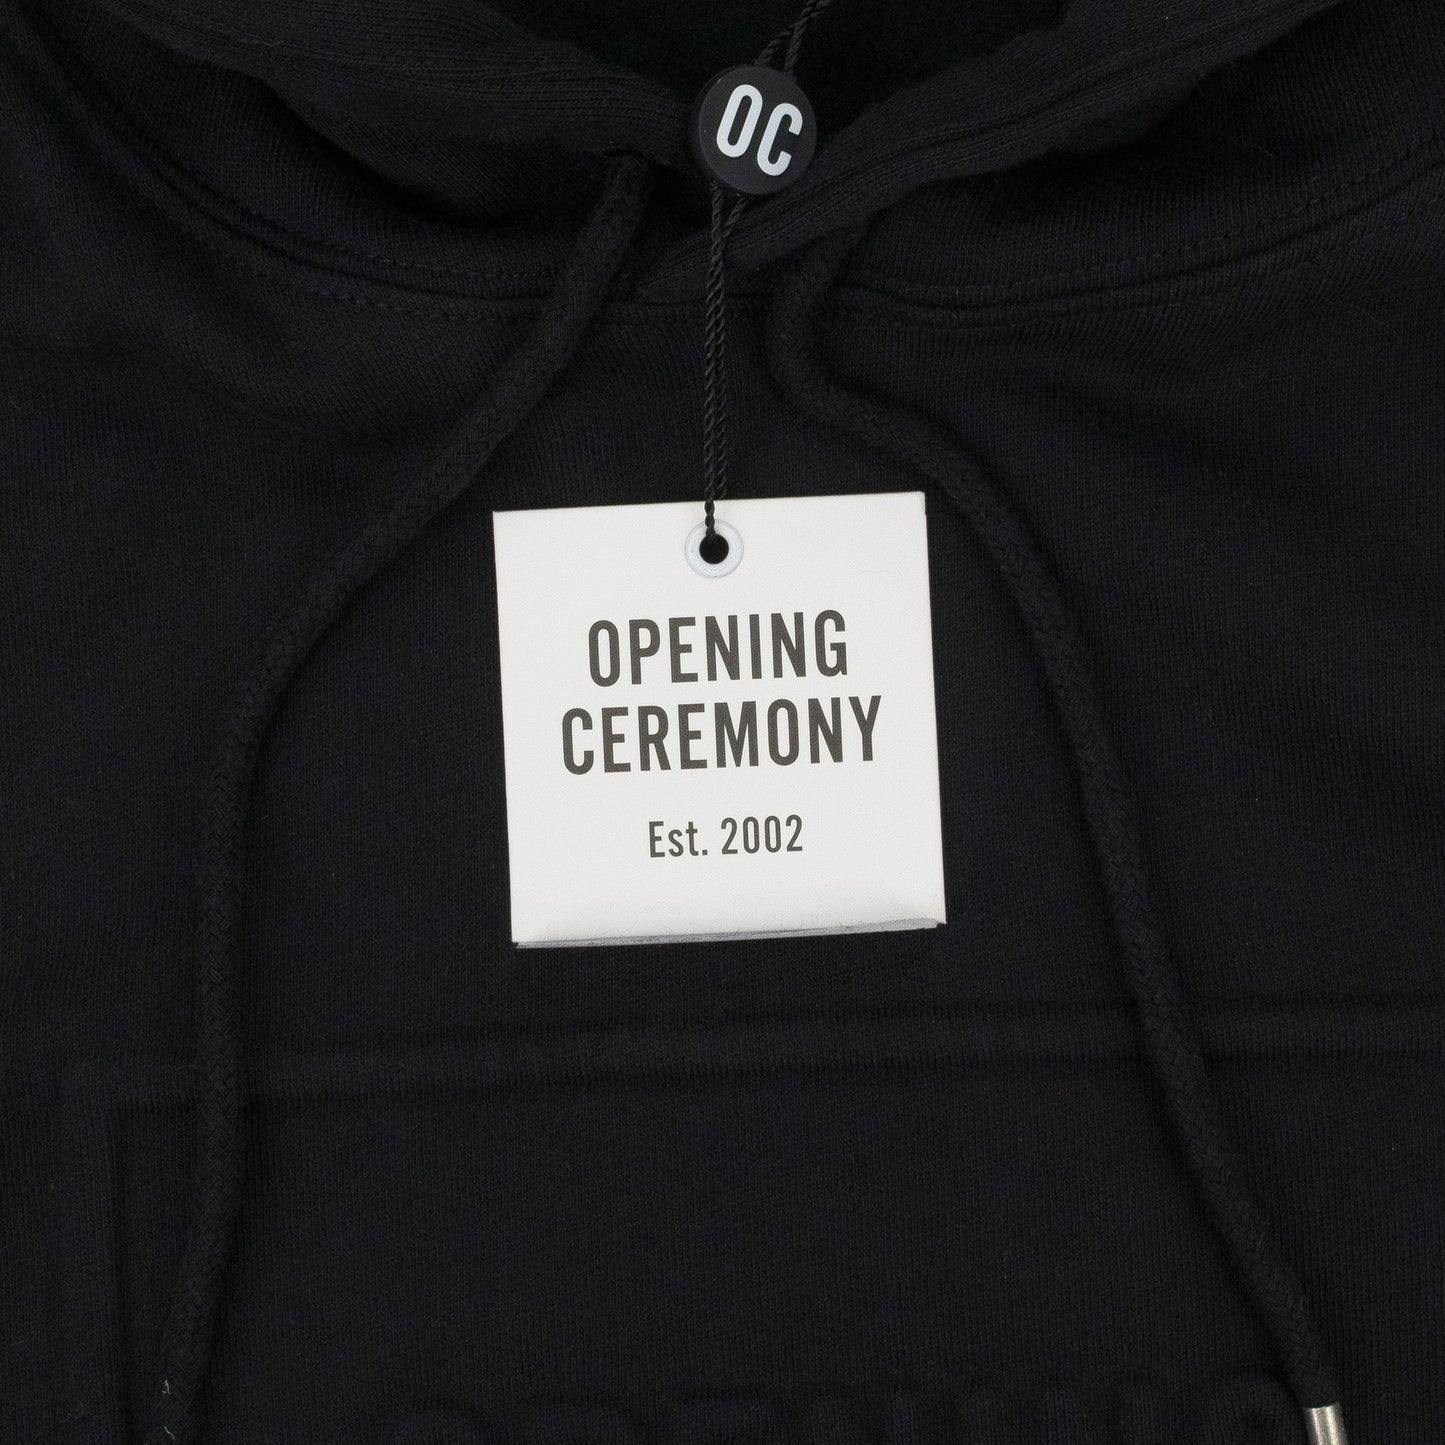 OC
OPENING
CEREMONY
Est. 2002